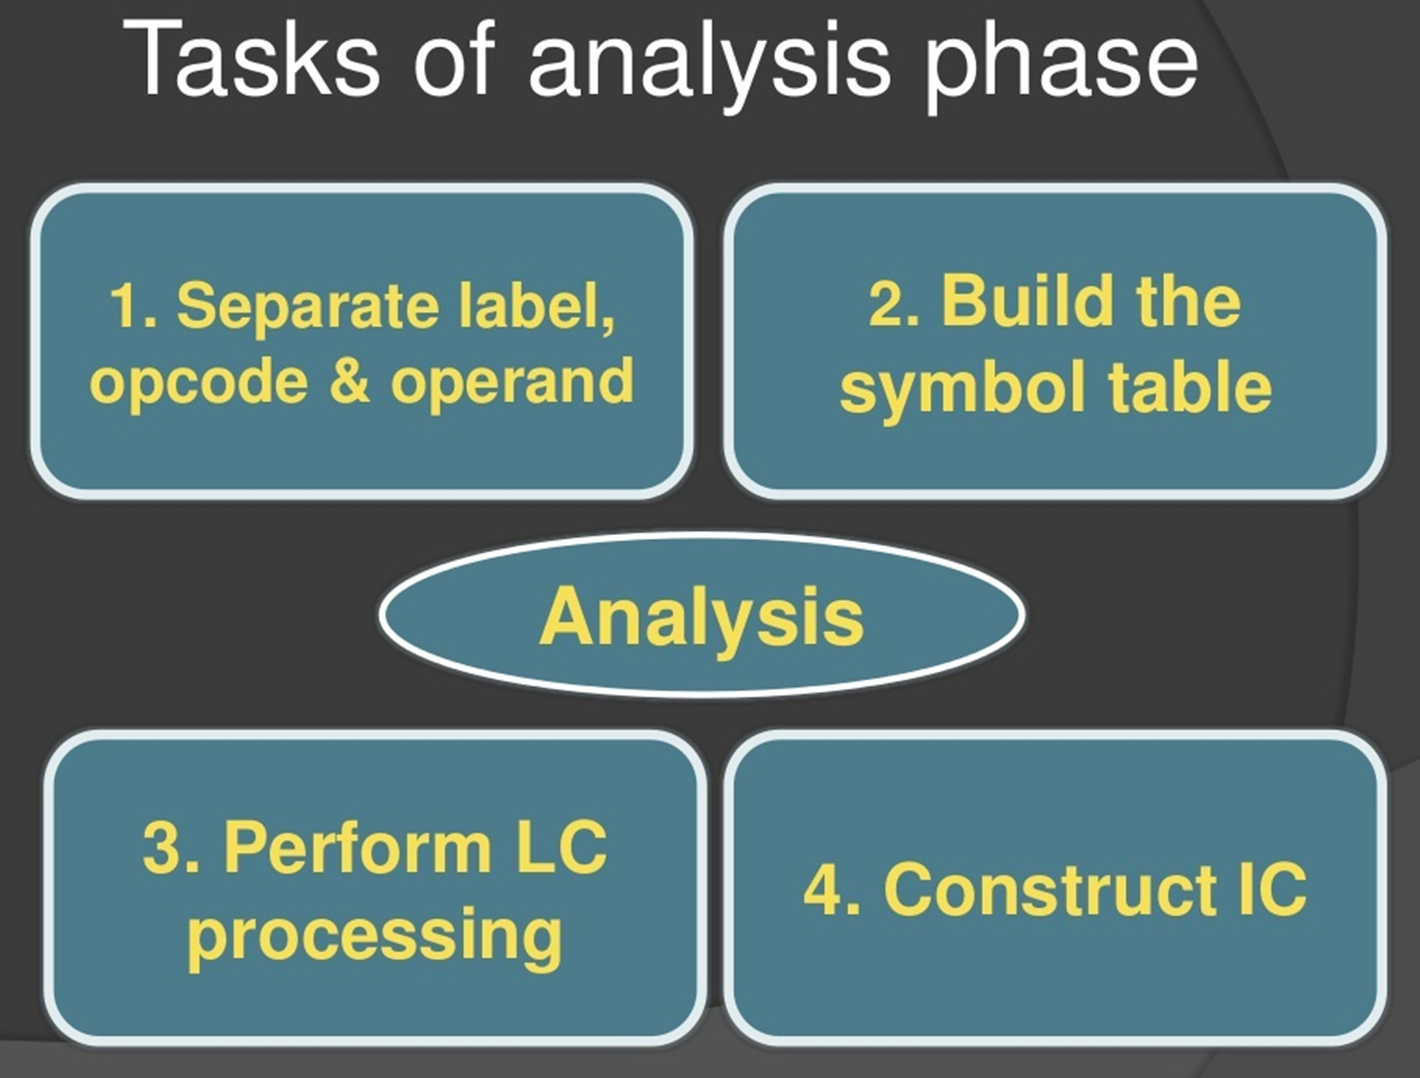 Tasks of analysis phase
1. Separate label,
opcode & operand
2. Build the
symbol table
Analysis
3. Perform LC
processing
4. Construct IC